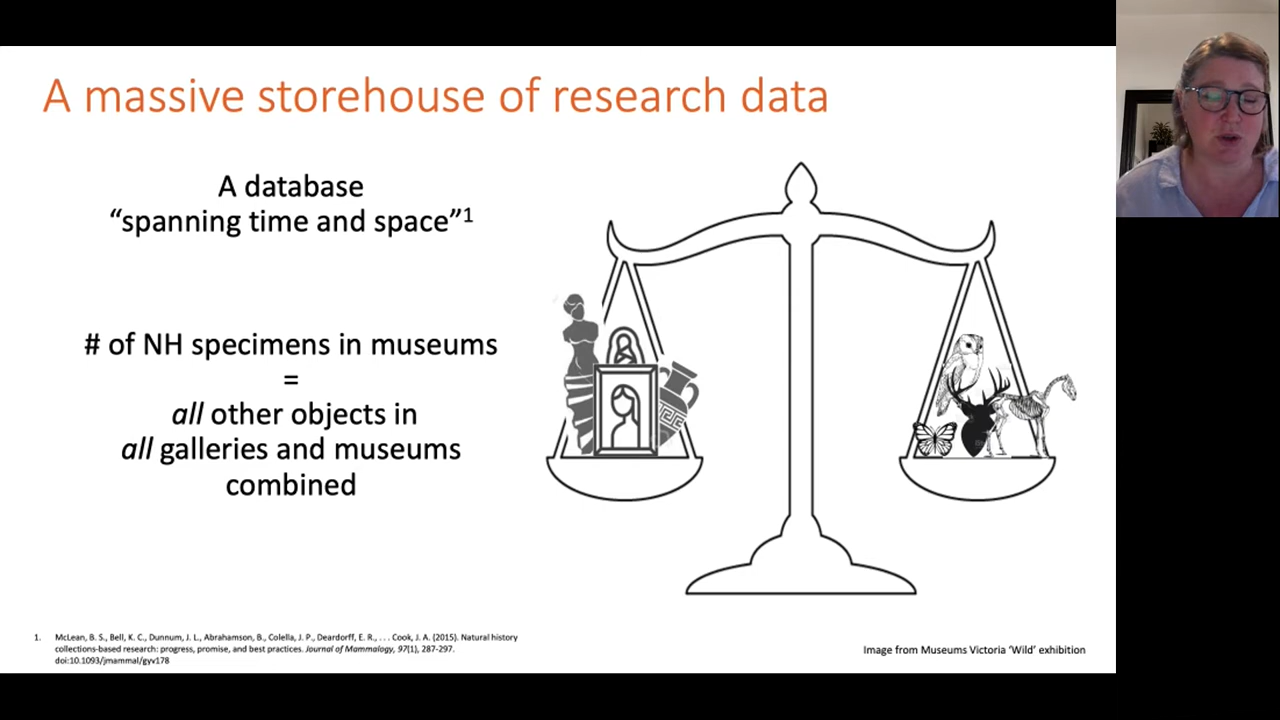 A massive storehouse of research data
A database
“spanning time and space”1
# of NH specimens in museums
=
all other objects in
all galleries and museums
combined
1. McLean, B. S., Bell, K. C., Dunnum, J. L., Abrahamson, B., Colella, J. P., Deardorff, E. R., . . . Cook, J. A. (2015). Natural history
collections-based research: progress, promise, and best practices. Journal of Mammalogy, 97(1), 287-297.
doi:10.1093/jmammal/gyv178
Image from Museums Victoria ‘Wild’ exhibition